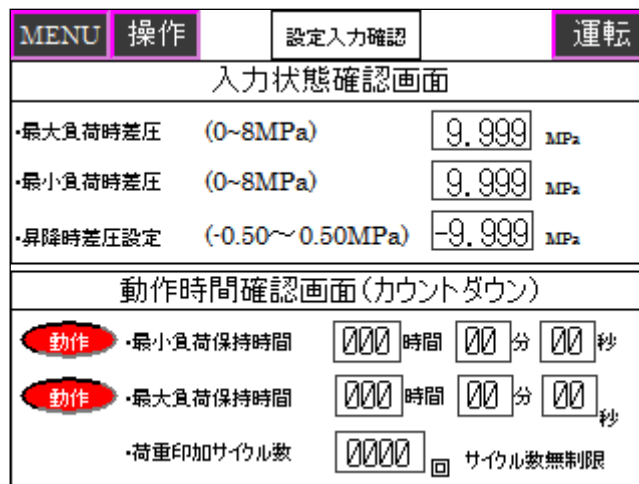 MENU 操作 設定入力確認 運転
入力状態確認画面
・最大負荷時差圧 (0~8MPa) 9.999 MPa
・最小負荷時差圧 (0~8MPa) 9.999 MPa
・昇降時差圧設定 (-0.50～0.50MPa) -9.999 MPa
動作時間確認画面(カウントダウン)
動作 ・最小負荷保持時間 000 時間 00 分 00 秒
動作 ・最大負荷保持時間 000 時間 00 分 00 秒
・荷重印加サイクル数 0000 回 サイクル数無制限